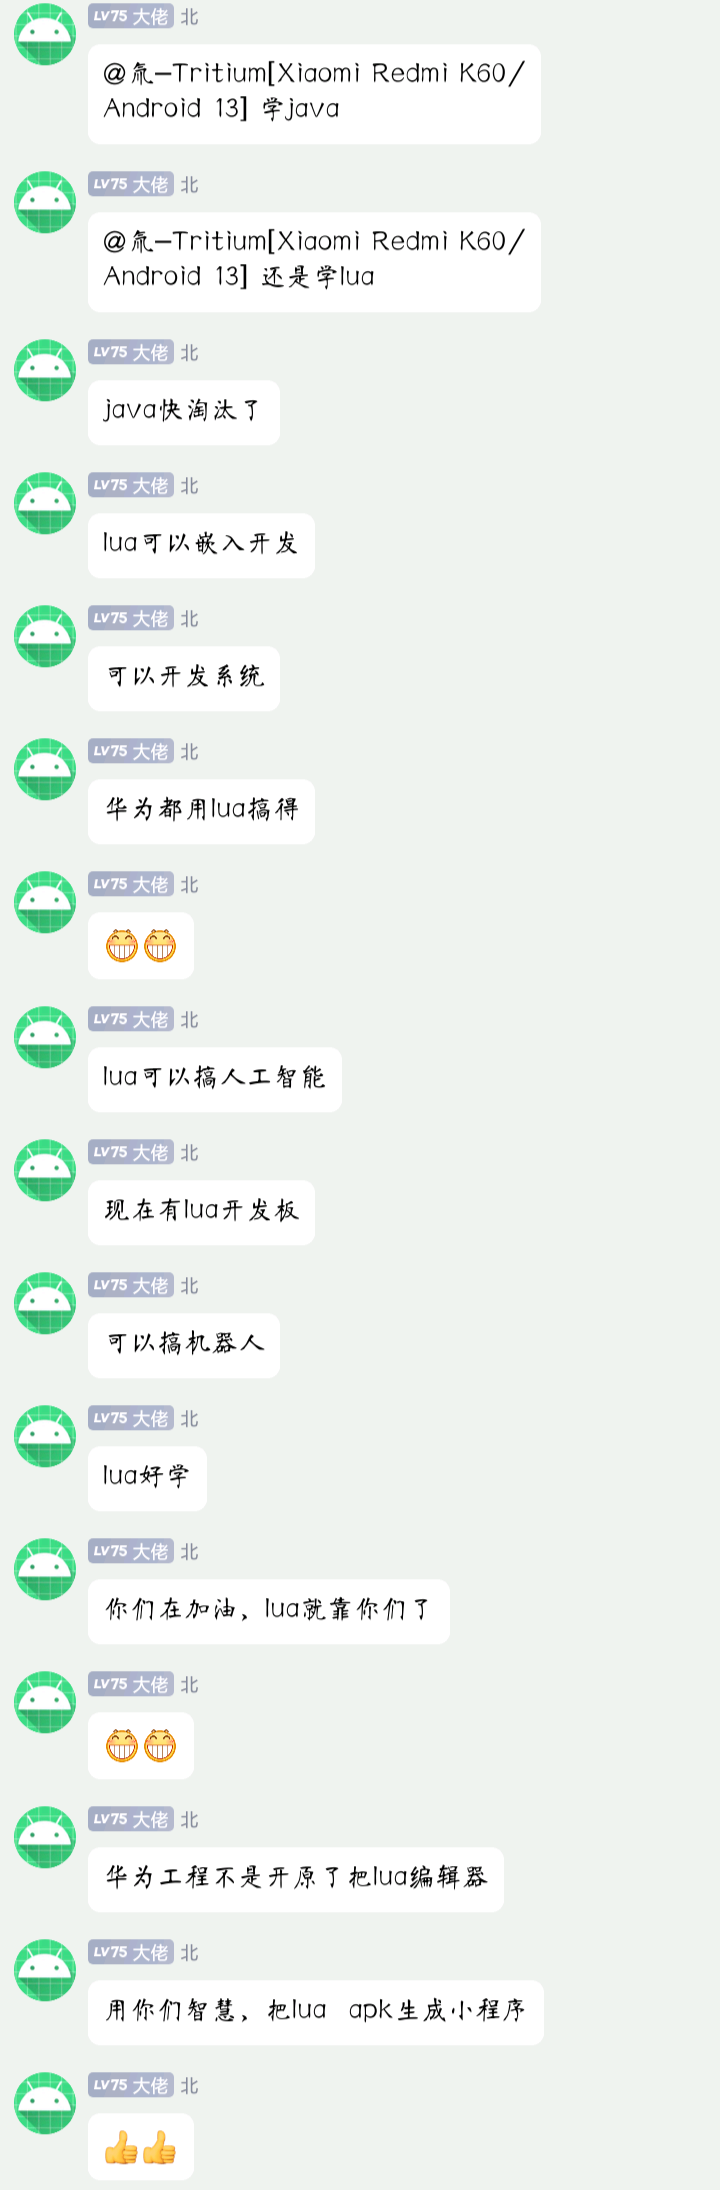 LV75 大佬 北
@氚—Tritium[Xiaomi Redmi K60/
Android 13] 学java
LV75 大佬 北
@氚—Tritium[Xiaomi Redmi K60/
Android 13] 还是学lua
LV75 大佬 北
java快淘汰了
LV75 大佬 北
lua可以嵌入开发
LV75 大佬 北
可以开发系统
LV75 大佬 北
华为都用lua搞得
LV75 大佬 北
LV75 大佬 北
lua可以搞人工智能
LV75 大佬 北
现在有lua开发板
LV75 大佬 北
可以搞机器人
LV75 大佬 北
lua好学
LV75 大佬 北
你们在加油，lua就靠你们了
LV75 大佬 北
LV75 大佬 北
华为工程不是开原了把lua编辑器
LV75 大佬 北
用你们智慧，把lua apk生成小程序
LV75 大佬 北